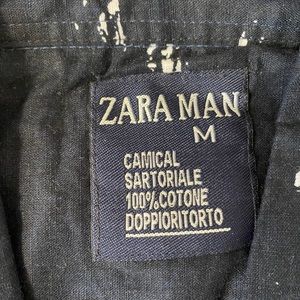 ZARA MAN
M
CAMICAL
SARTORIALE
100%COTONE
DOPPIORITORTO